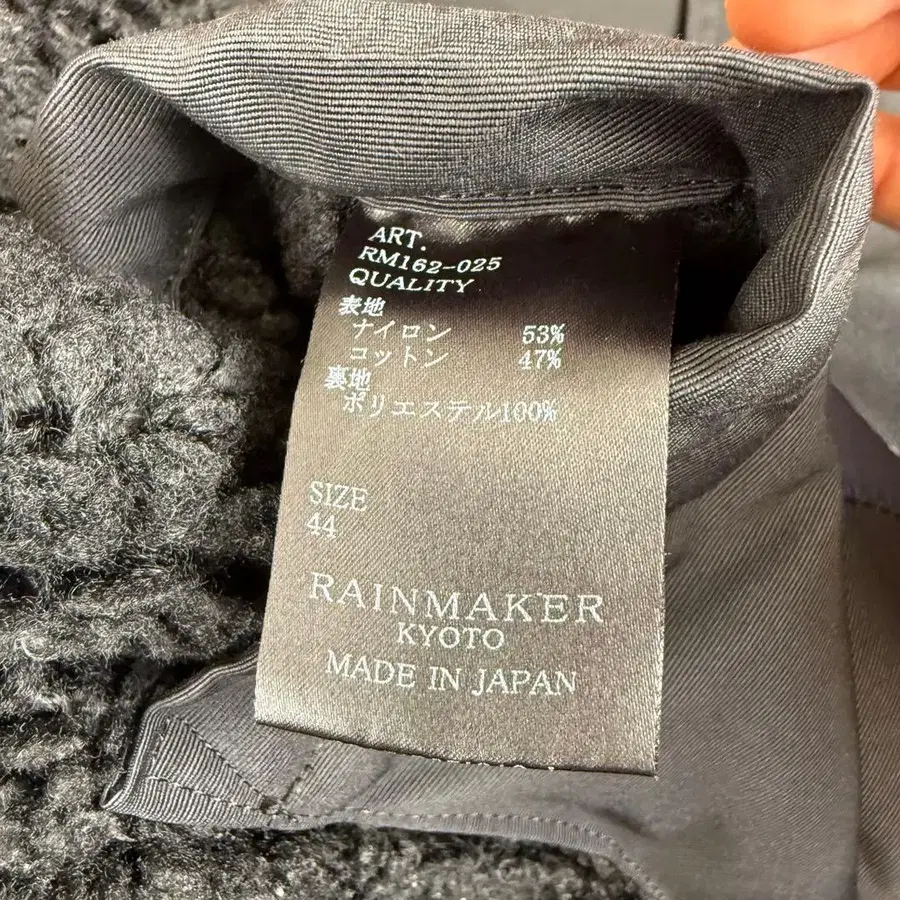 ART.
RM162-025
QUALITY
表地
ナイロン 53%
コットン 47%
裏地
ポリエステル100%
SIZE
44
RAINMAKER
KYOTO
MADE IN JAPAN